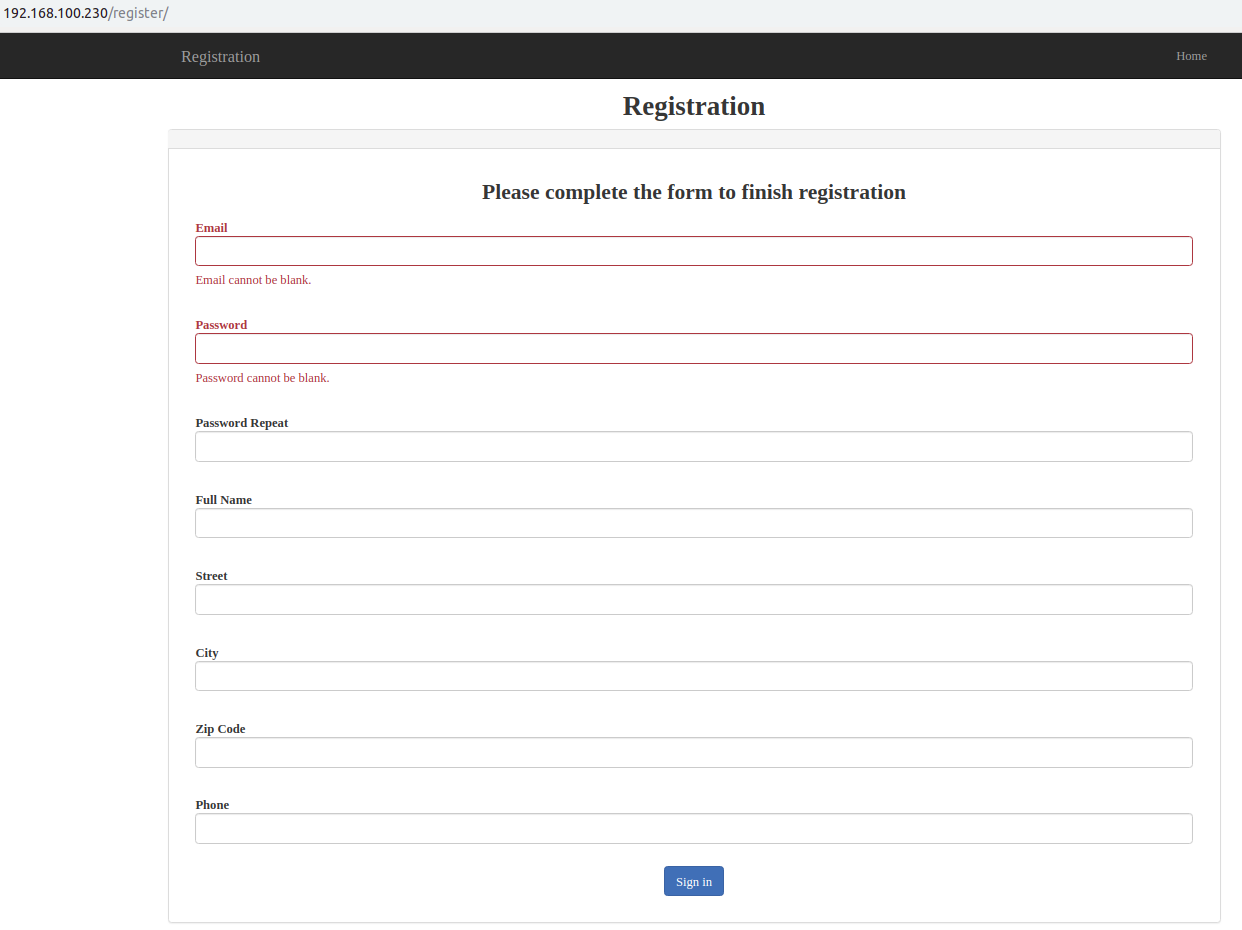 192.168.100.230/register/
Registration
Home
Registration
Please complete the form to finish registration
Email
Email cannot be blank.
Password
Password cannot be blank.
Password Repeat
Full Name
Street
City
Zip Code
Phone
Sign in